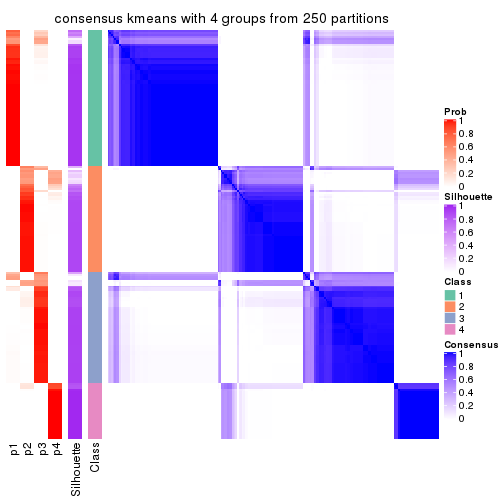 consensus kmeans with 4 groups from 250 partitions
Prob
1
0.8
0.6
0.4
0.2
0
Silhouette
1
0.8
0.6
0.4
0.2
0
Class
1
2
3
4
Consensus
1
0.8
0.6
0.4
0.2
0
p1
p2
p3
p4
Silhouette
Class